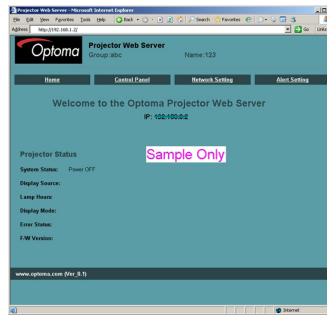 Projector Web Server - Microsoft Internet Explorer
File Edit View Favorites Tools Help Back Search Favorites
Address http://192.168.1.2/ Go Links
Optoma Projector Web Server
Group:abc Name:123
Home Control Panel Network Setting Alert Setting
Welcome to the Optoma Projector Web Server
IP:
Projector Status
Sample Only
System Status: Power OFF
Display Source:
Lamp Hours:
Display Mode:
Error Status:
F/W Version:
www.optoma.com (Ver_0.1)
Internet